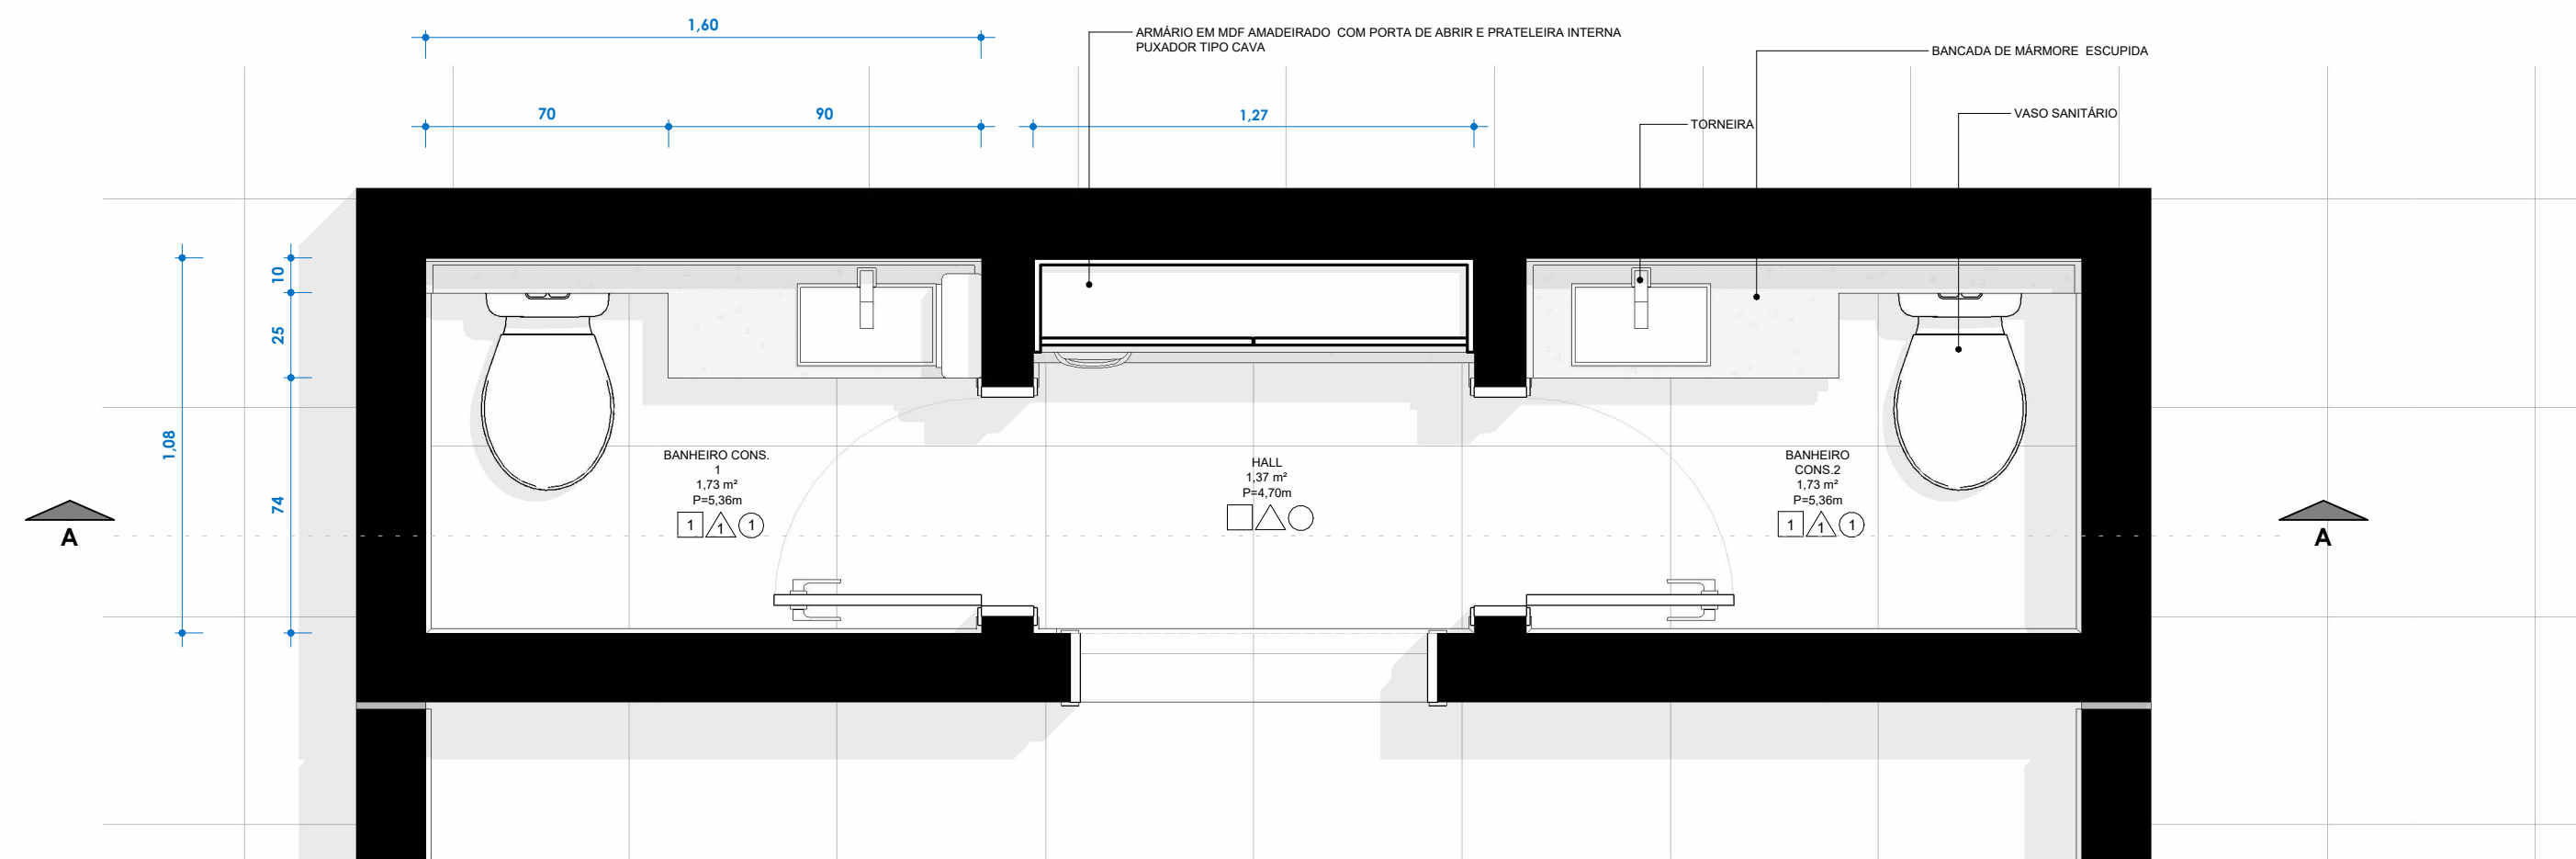 1,60
ARMÁRIO EM MDF AMADEIRADO COM PORTA DE ABRIR E PRATELEIRA INTERNA
PUXADOR TIPO CAVA
BANCADA DE MÁRMORE ESCUPIDA
70
90
1,27
TORNEIRA
VASO SANITÁRIO
10
25
1,08
74
BANHEIRO CONS.
1
1,73 m²
P=5,36m
1 1 1
HALL
1,37 m²
P=4,70m
BANHEIRO
CONS.2
1,73 m²
P=5,36m
1 1 1
A
A